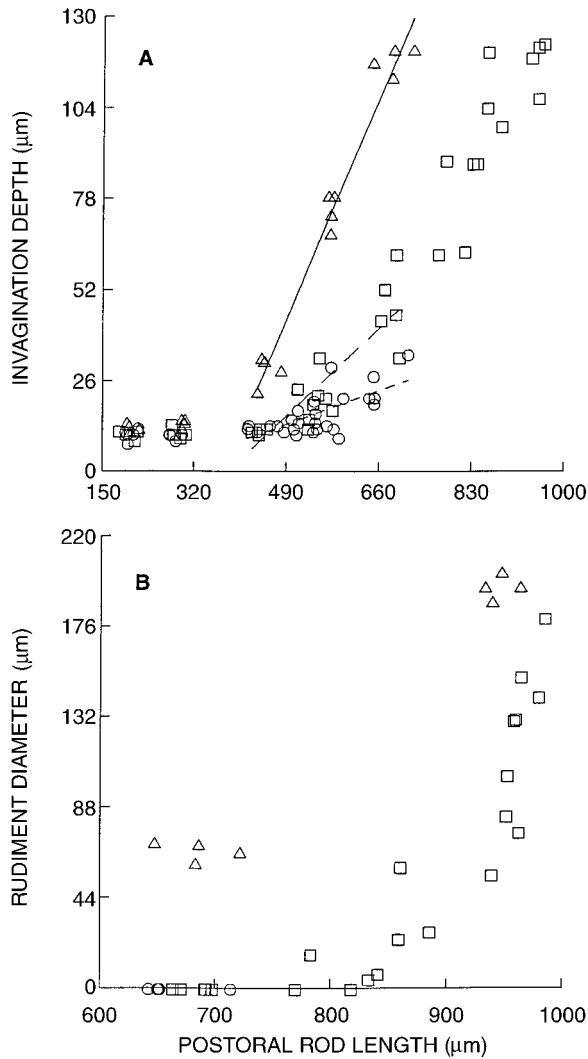 A
INVAGINATION DEPTH (μm)
130
104
78
52
26
0
150 320 490 660 830 1000
B
RUDIMENT DIAMETER (μm)
220
176
132
88
44
0
600 700 800 900 1000
POSTORAL ROD LENGTH (μm)